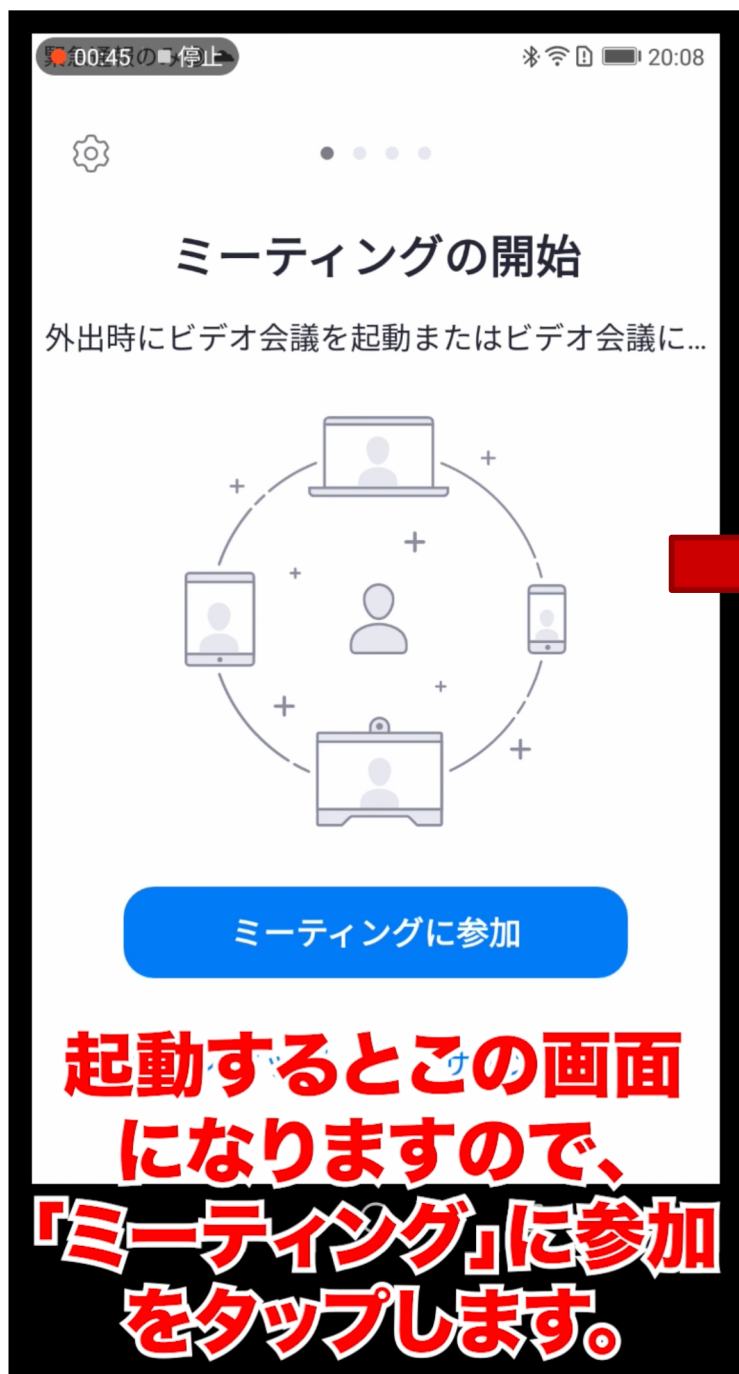 00:45 停止
20:08
ミーティングの開始
外出時にビデオ会議を起動またはビデオ会議に...
ミーティングに参加
起動するとこの画面
になりますので、
「ミーティング」に参加
をタップします。